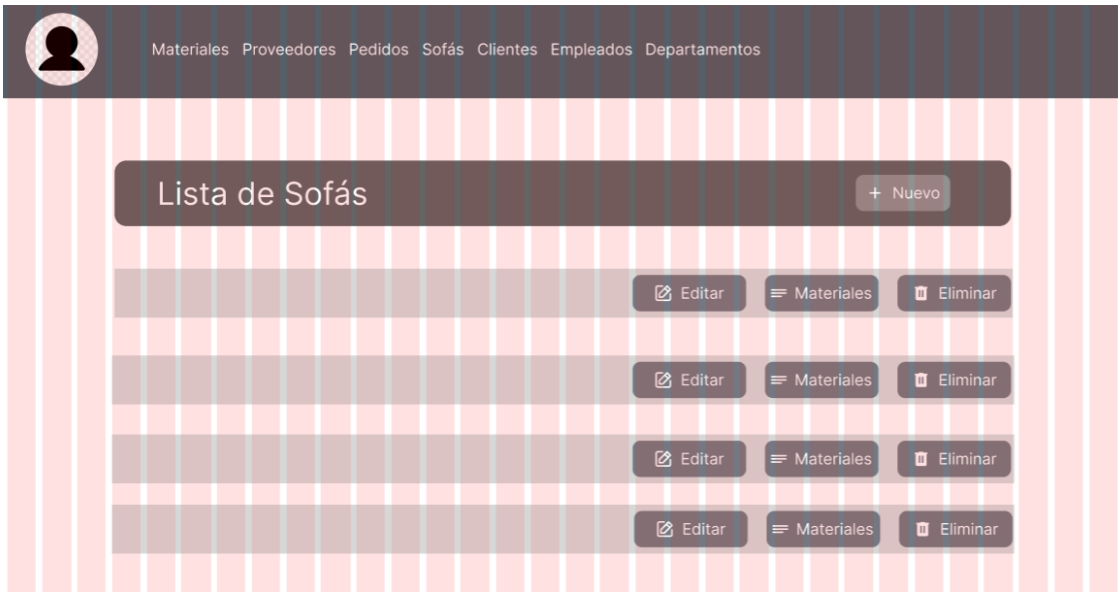 Materiales Proveedores Pedidos Sofás Clientes Empleados Departamentos
Lista de Sofás + Nuevo
Editar Materiales Eliminar
Editar Materiales Eliminar
Editar Materiales Eliminar
Editar Materiales Eliminar